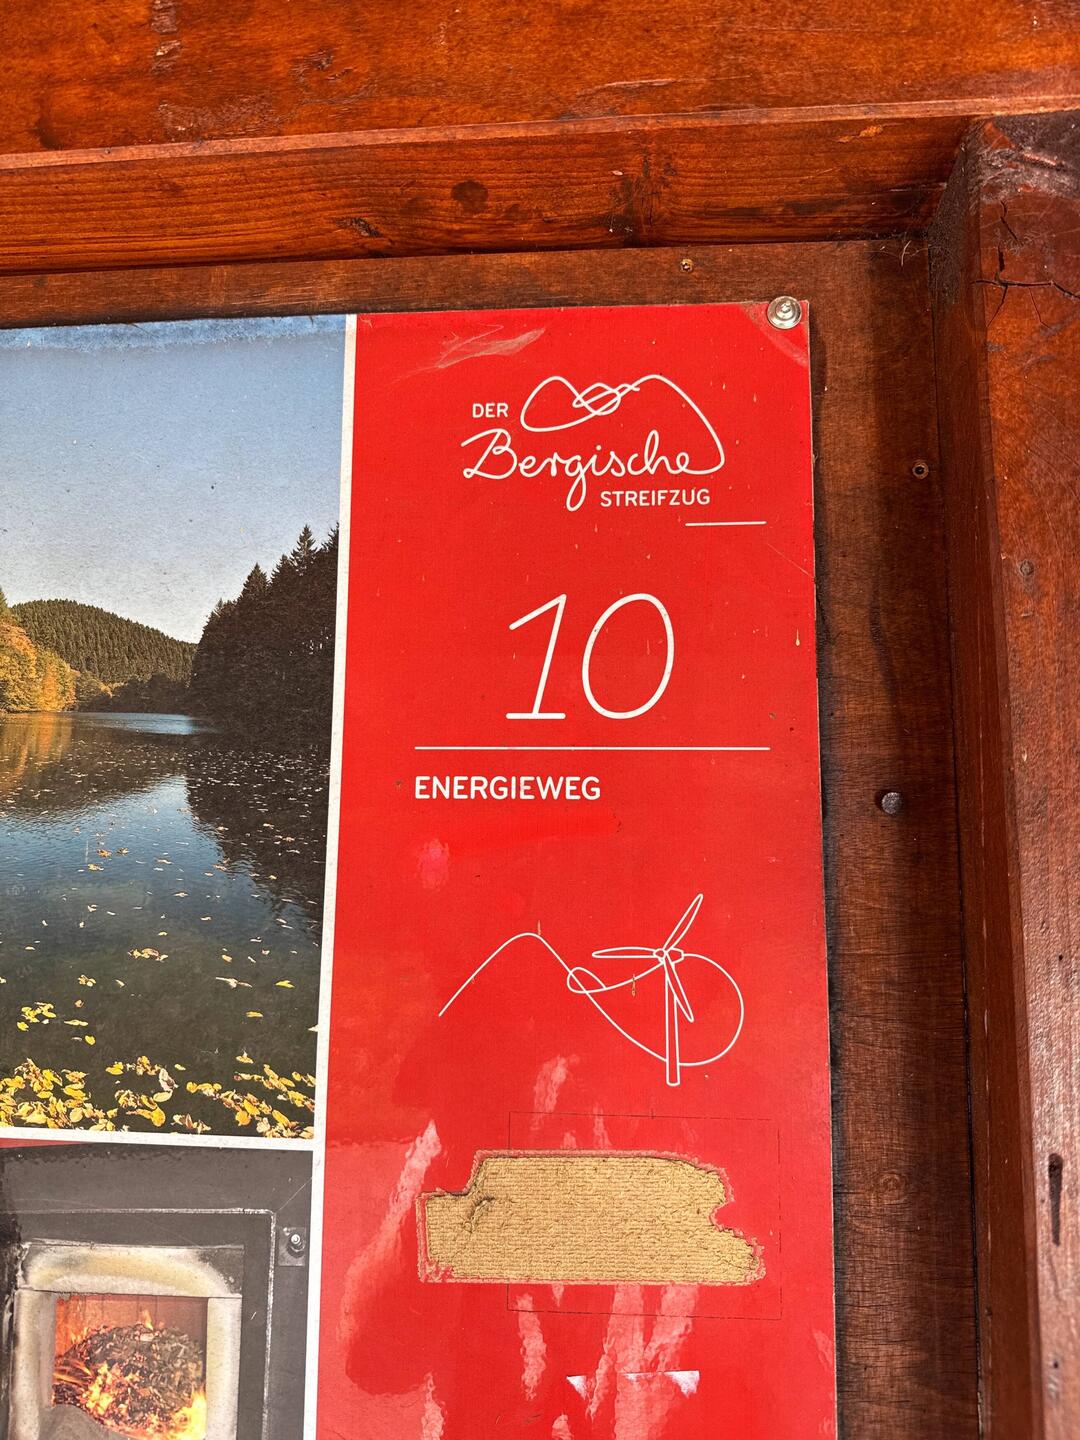 DER
Bergische
STREIFZUG
10
ENERGIEWEG